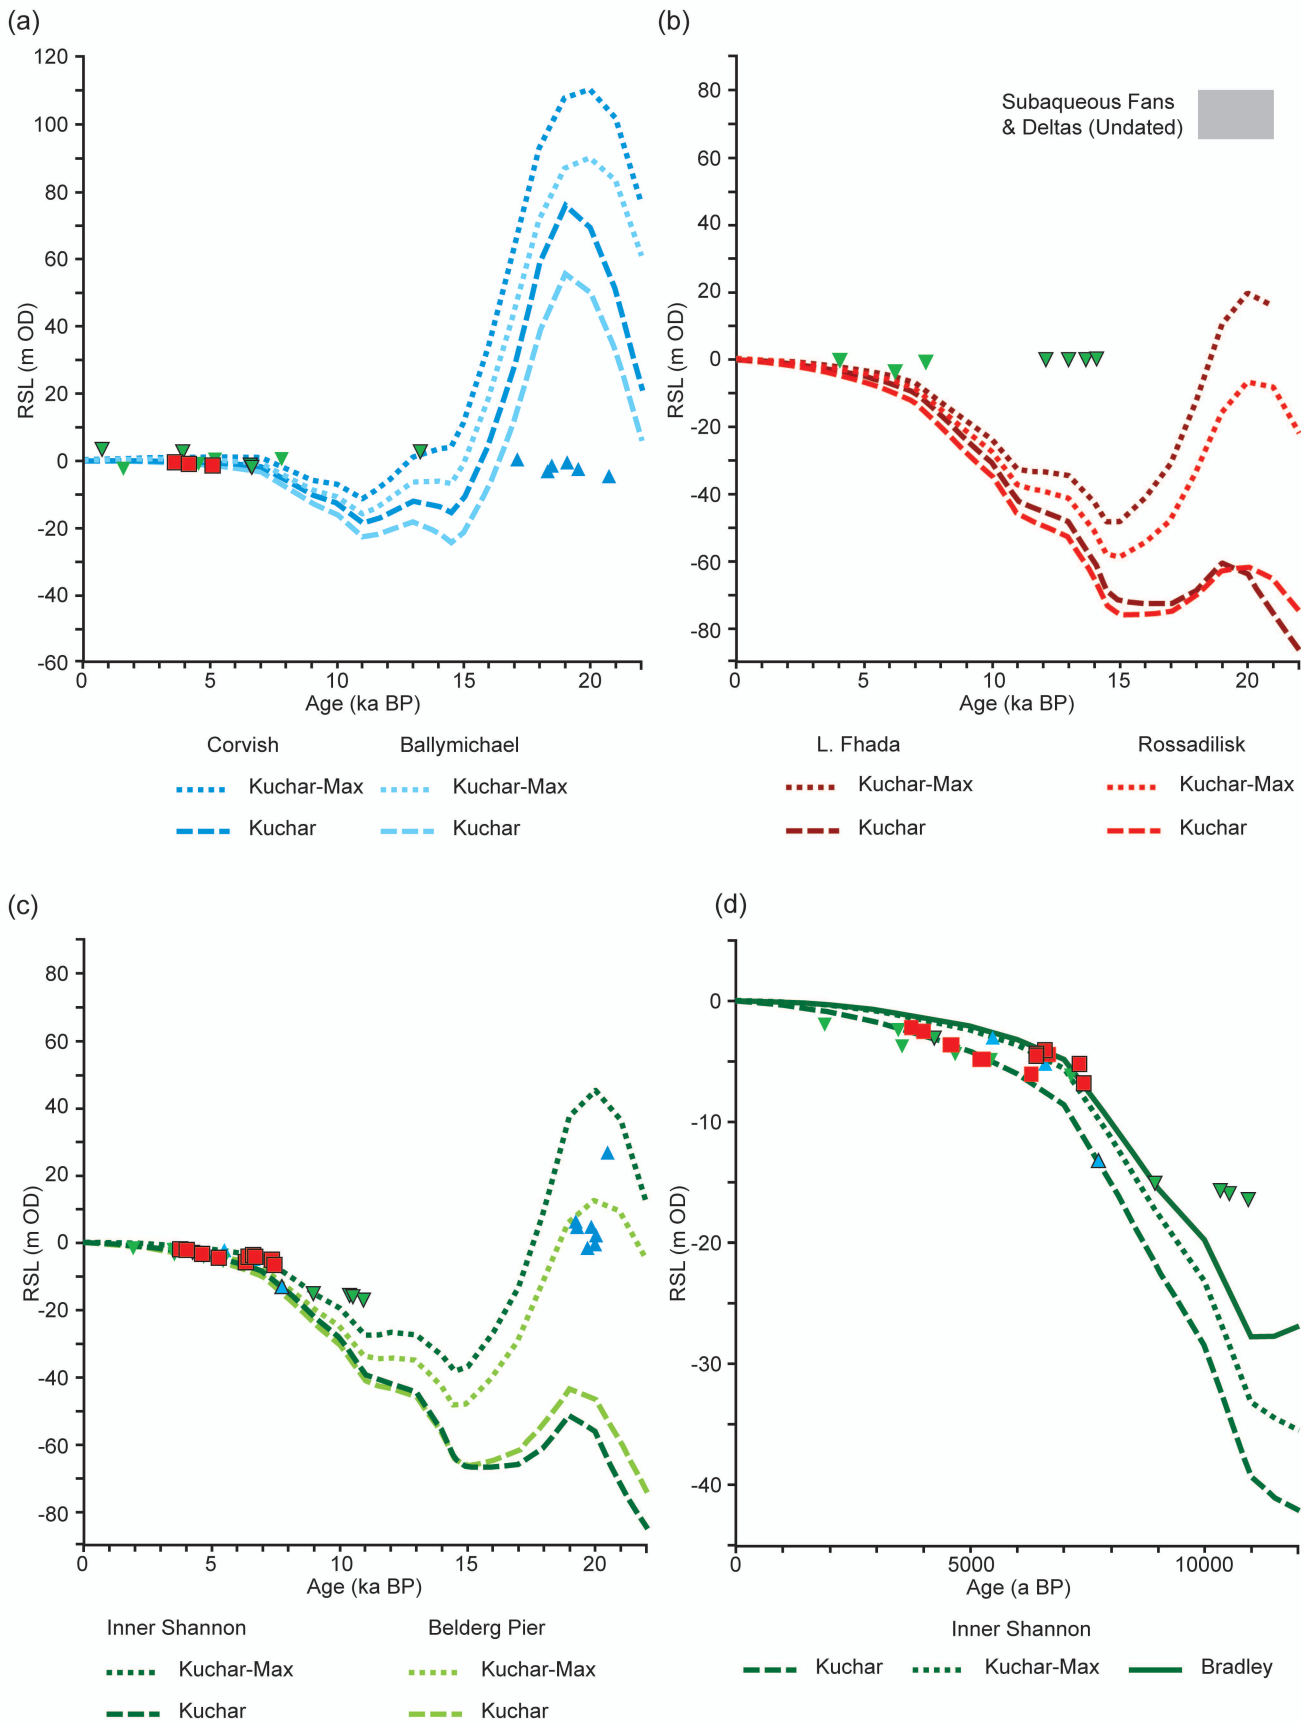 (a)
120
100
80
60
40
20
0
-20
-40
-60
RSL (m OD)
0 5 10 15 20
Age (ka BP)
Corvish Ballymichael
Kuchar-Max Kuchar-Max
Kuchar Kuchar
(b)
Subaqueous Fans
& Deltas (Undated)
80
60
40
20
0
-20
-40
-60
-80
RSL (m OD)
0 5 10 15 20
Age (ka BP)
L. Fhada Rossadilisk
Kuchar-Max Kuchar-Max
Kuchar Kuchar
(c)
80
60
40
20
0
-20
-40
-60
-80
RSL (m OD)
0 5 10 15 20
Age (ka BP)
Inner Shannon Belderg Pier
Kuchar-Max Kuchar-Max
Kuchar Kuchar
(d)
0
-10
-20
-30
-40
RSL (m OD)
0 5000 10000
Age (a BP)
Inner Shannon
Kuchar Kuchar-Max Bradley